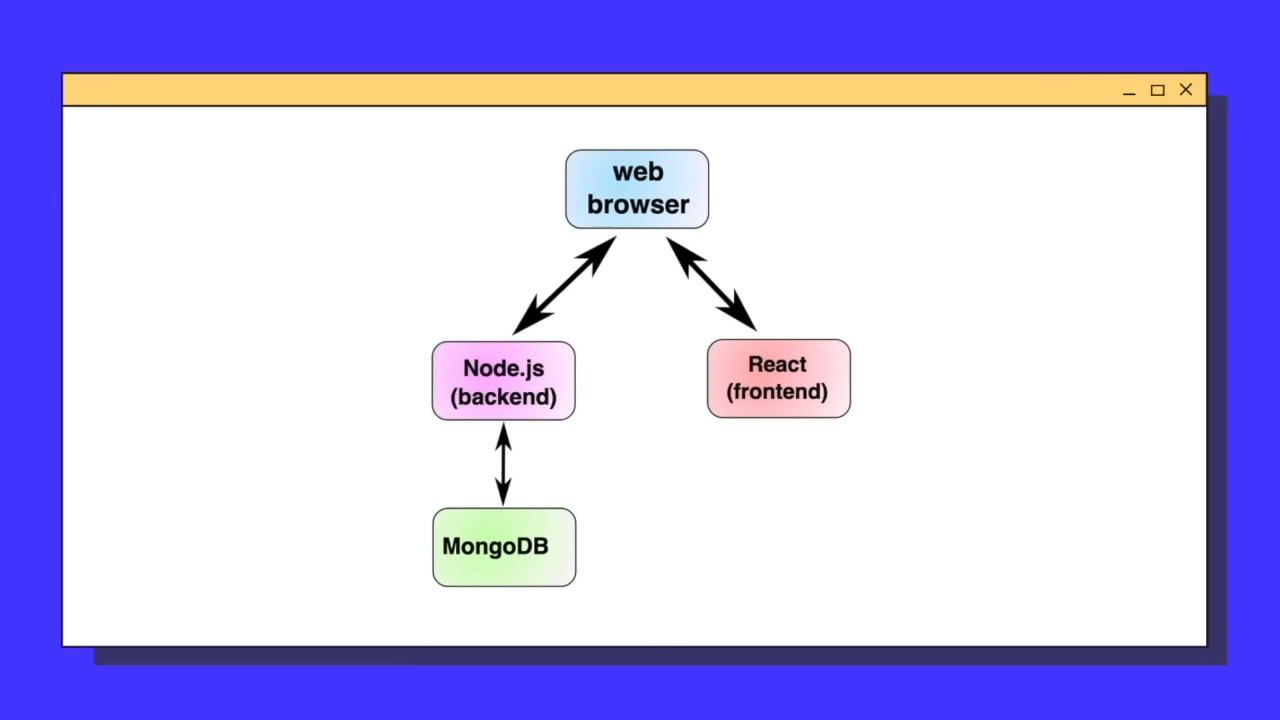 web
browser
Node.js
(backend)
React
(frontend)
MongoDB